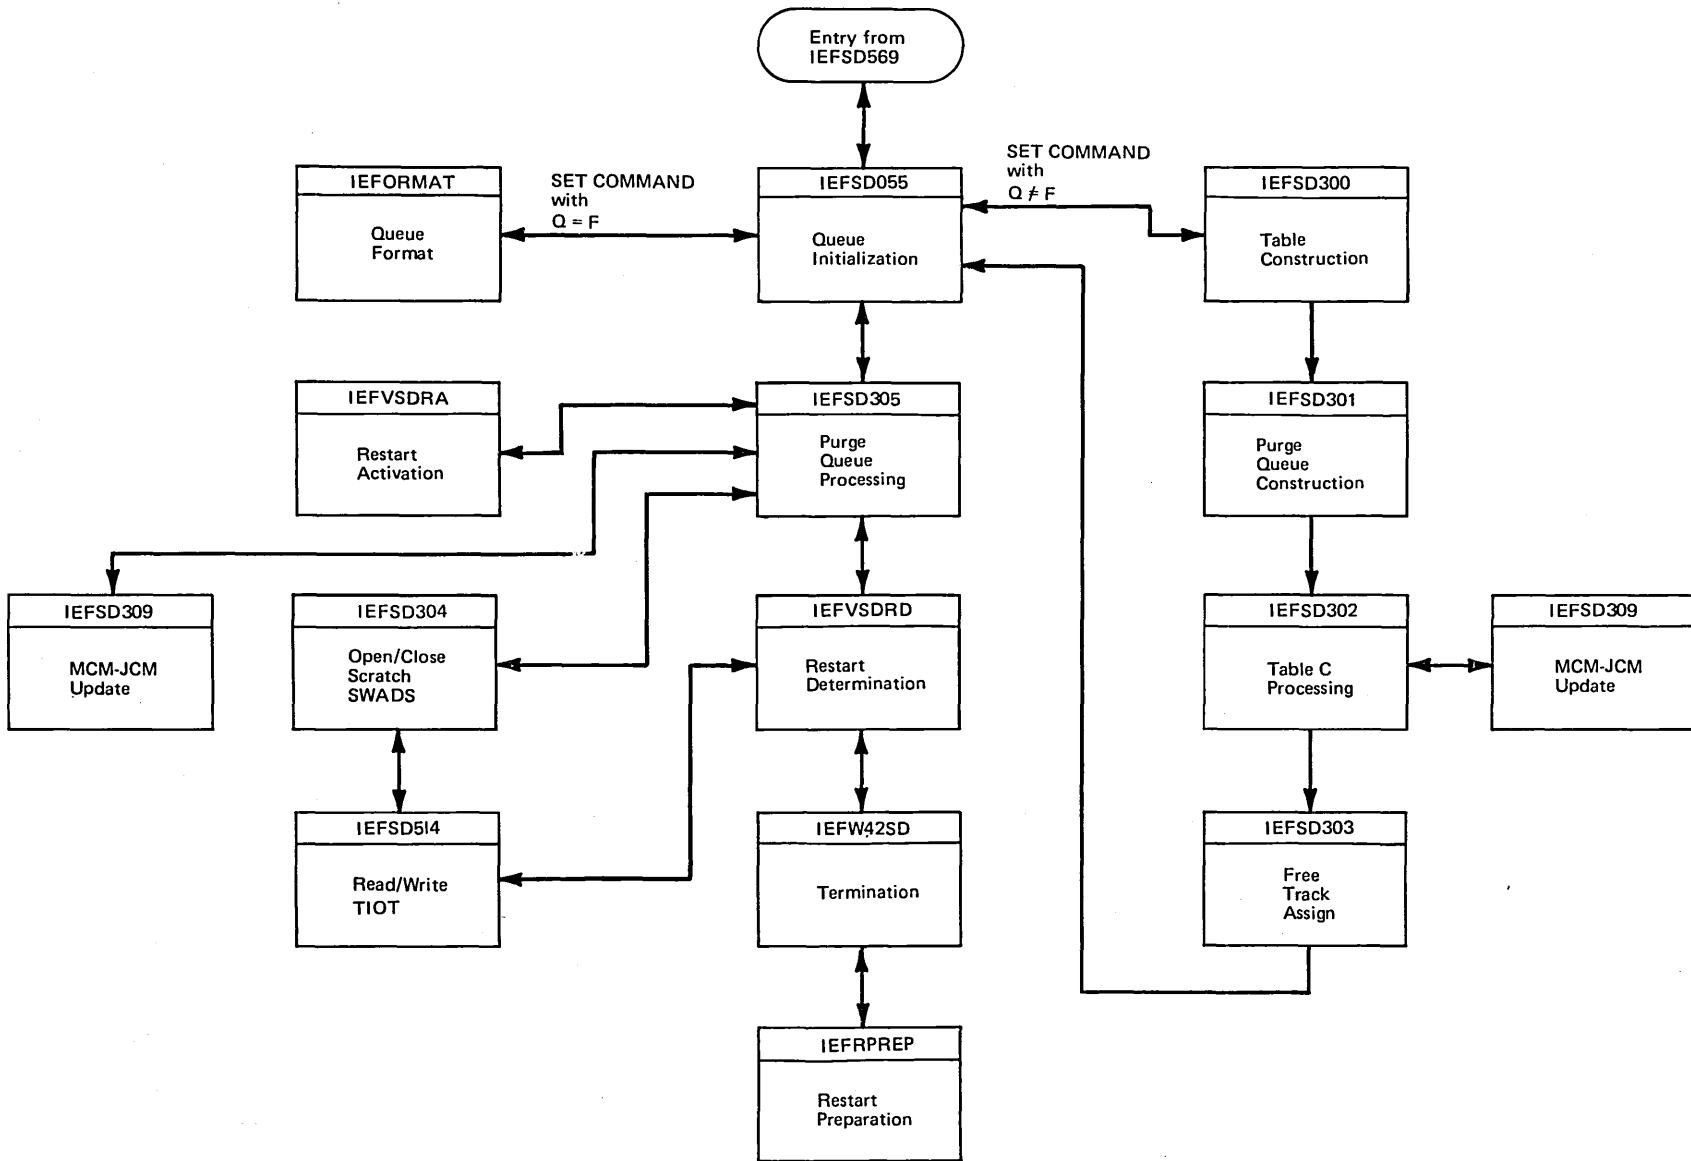 Entry from
IEFSD569
SET COMMAND
with
Q = F
SET COMMAND
with
Q ≠ F
IEFORMAT
Queue
Format
IEFSD055
Queue
Initialization
IEFSD300
Table
Construction
IEFVSDRA
Restart
Activation
IEFSD305
Purge
Queue
Processing
IEFSD301
Purge
Queue
Construction
IEFSD309
MCM-JCM
Update
IEFSD304
Open/Close
Scratch
SWADS
IEFVSDRD
Restart
Determination
IEFSD302
Table C
Processing
IEFSD309
MCM-JCM
Update
IEFSD514
Read/Write
TIOT
IEFW42SD
Termination
IEFSD303
Free
Track
Assign
IEFRPREP
Restart
Preparation